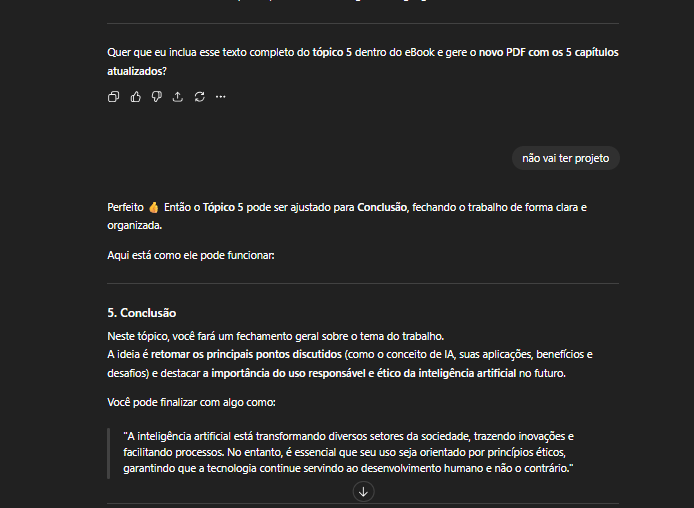 Quer que eu inclua esse texto completo do tópico 5 dentro do eBook e gere o novo PDF com os 5 capítulos
atualizados?
não vai ter projeto
Perfeito 👍 Então o Tópico 5 pode ser ajustado para Conclusão, fechando o trabalho de forma clara e
organizada.
Aqui está como ele pode funcionar:
5. Conclusão
Neste tópico, você fará um fechamento geral sobre o tema do trabalho.
A ideia é retomar os principais pontos discutidos (como o conceito de IA, suas aplicações, benefícios e
desafios) e destacar a importância do uso responsável e ético da inteligência artificial no futuro.
Você pode finalizar com algo como:
"A inteligência artificial está transformando diversos setores da sociedade, trazendo inovações e
facilitando processos. No entanto, é essencial que seu uso seja orientado por princípios éticos,
garantindo que a tecnologia continue servindo ao desenvolvimento humano e não o contrário."